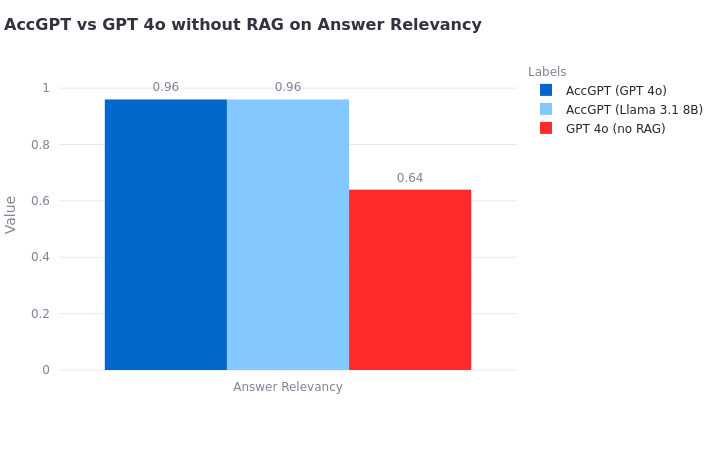 AccGPT vs GPT 4o without RAG on Answer Relevancy
Labels
AccGPT (GPT 4o)
AccGPT (Llama 3.1 8B)
GPT 4o (no RAG)
Value
1
0.8
0.6
0.4
0.2
0
0.96
0.96
0.64
Answer Relevancy